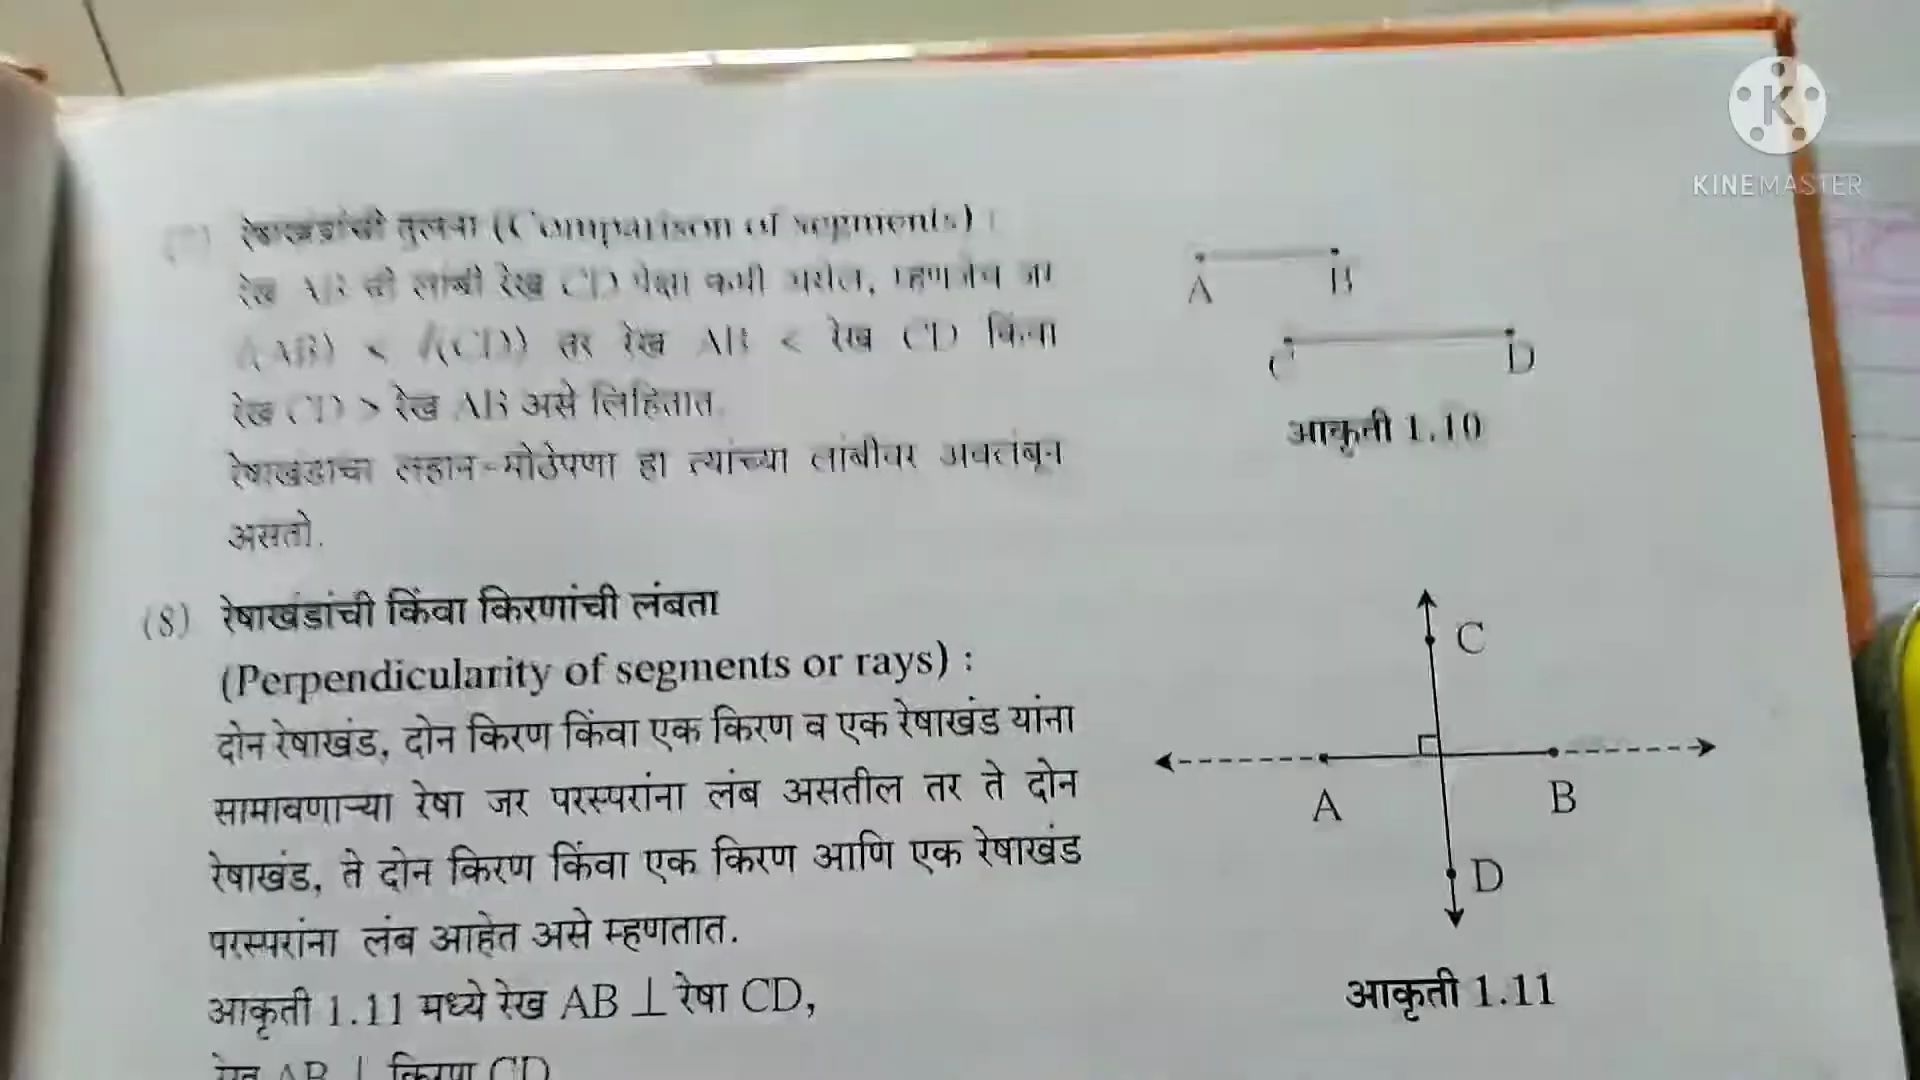 रेषाखंडांची तुलना (Comparison of segments) :
रेख AB ची लांबी रेख CD पेक्षा कमी असेल, म्हणजेच जर
l(AB) < l(CD) तर रेख AB < रेख CD किंवा
रेख CD > रेख AB असे लिहितात.
रेषाखंडाचा लहान-मोठेपणा हा त्यांच्या लांबीवर अवलंबून
असतो.
A B
C D
आकृती 1.10
(8) रेषाखंडांची किंवा किरणांची लंबता
(Perpendicularity of segments or rays) :
दोन रेषाखंड, दोन किरण किंवा एक किरण व एक रेषाखंड यांना
सामावणाऱ्या रेषा जर परस्परांना लंब असतील तर ते दोन
रेषाखंड, ते दोन किरण किंवा एक किरण आणि एक रेषाखंड
परस्परांना लंब आहेत असे म्हणतात.
आकृती 1.11 मध्ये रेख AB ⊥ रेषा CD,
रेख AB ⊥ किरण CD
C
A B
D
आकृती 1.11
K
KINEMASTER